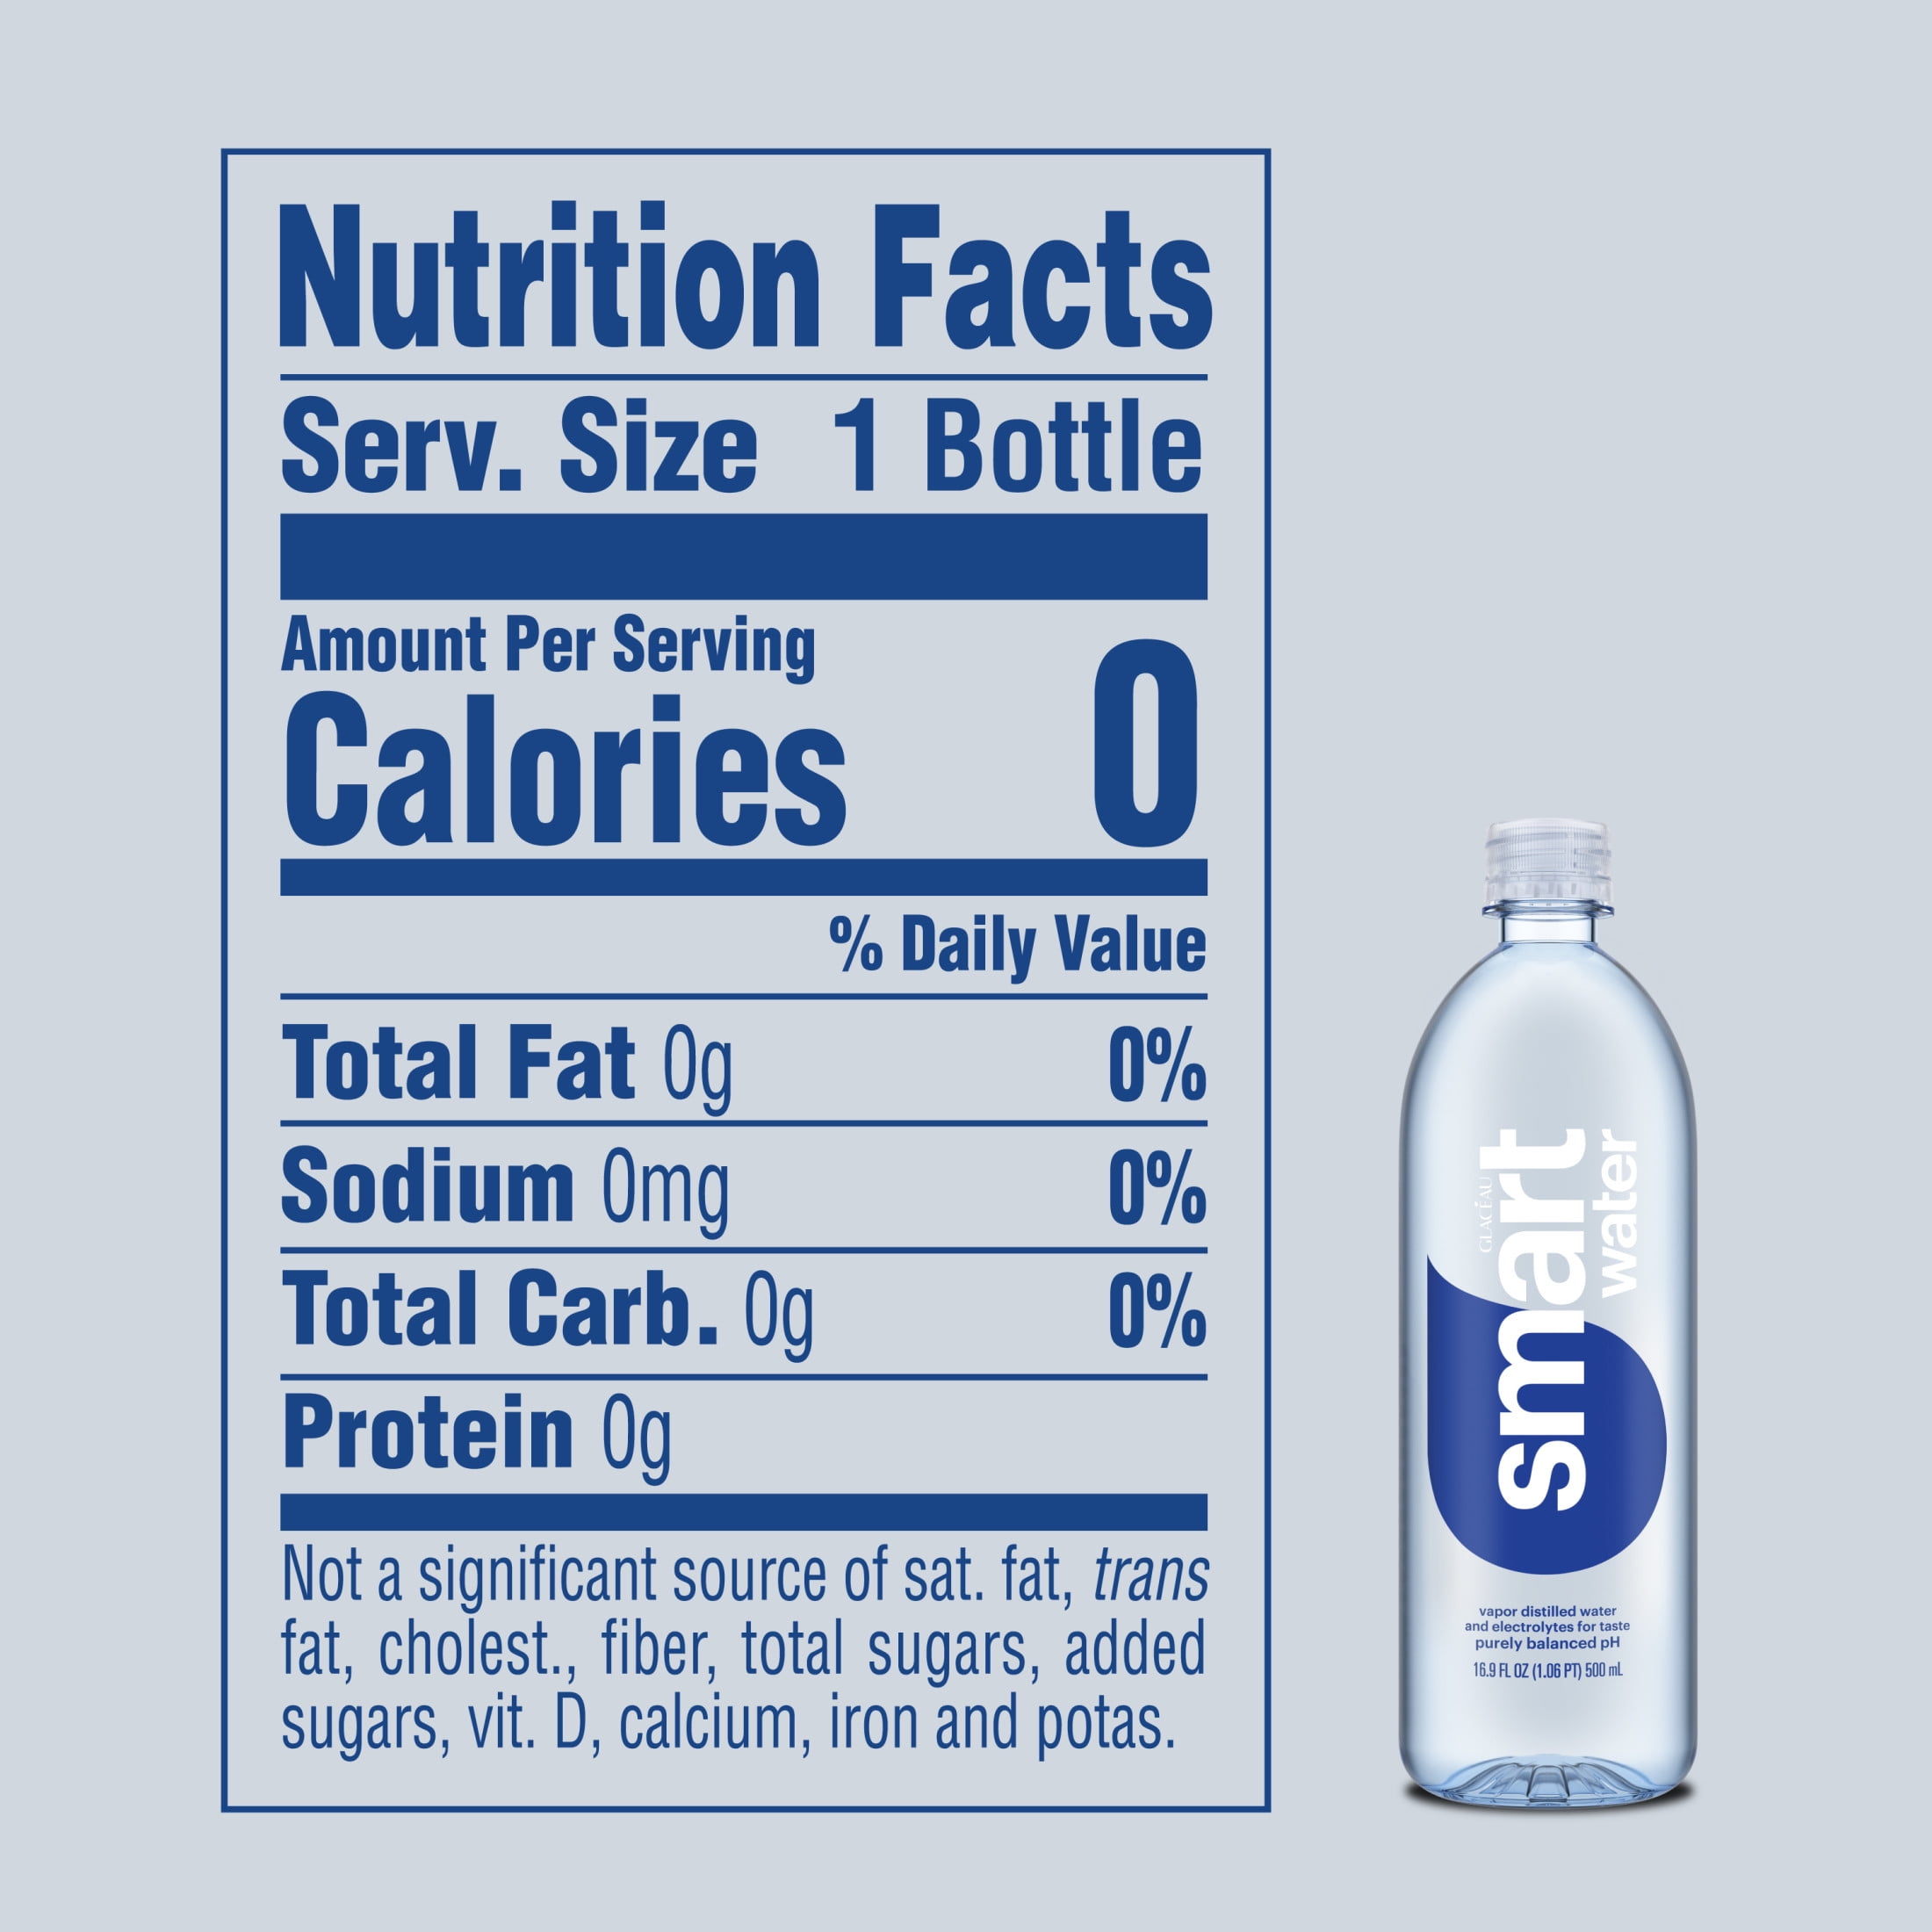 Nutrition Facts
Serv. Size 1 Bottle
Amount Per Serving
Calories 0
% Daily Value
Total Fat 0g 0%
Sodium 0mg 0%
Total Carb. 0g 0%
Protein 0g
Not a significant source of sat. fat, trans
fat, cholest., fiber, total sugars, added
sugars, vit. D, calcium, iron and potas.
GLACÉAU
smart
water
vapor distilled water
and electrolytes for taste
purely balanced pH
16.9 FL OZ (1.06 PT) 500 mL